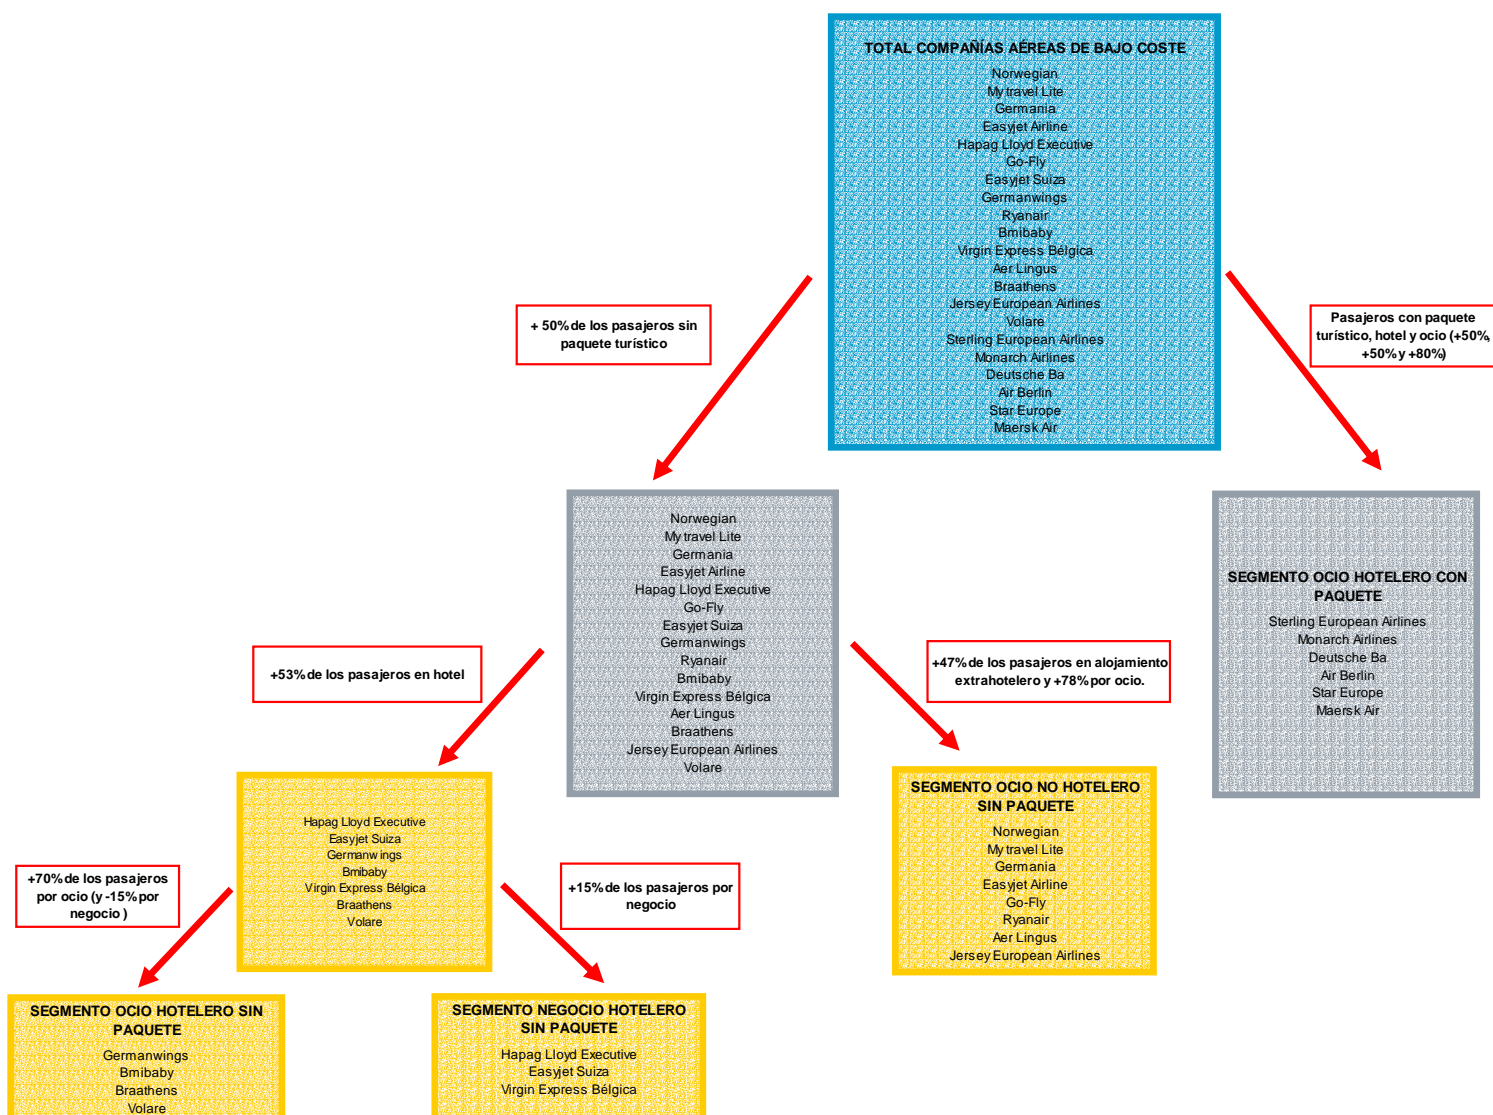 TOTAL COMPAÑÍAS AÉREAS DE BAJO COSTE
Norwegian
Mytravel Lite
Germania
Easyjet Airline
Hapag Lloyd Executive
Go-Fly
Easyjet Suiza
Germanwings
Ryanair
Bmibaby
Virgin Express Bélgica
Aer Lingus
Braathens
Jersey European Airlines
Volare
Sterling European Airlines
Monarch Airlines
Deutsche Ba
Air Berlin
Star Europe
Maersk Air
+ 50% de los pasajeros sin
paquete turístico
Pasajeros con paquete
turístico, hotel y ocio (+50%,
+50% y +80%)
Norwegian
Mytravel Lite
Germania
Easyjet Airline
Hapag Lloyd Executive
Go-Fly
Easyjet Suiza
Germanwings
Ryanair
Bmibaby
Virgin Express Bélgica
Aer Lingus
Braathens
Jersey European Airlines
Volare
SEGMENTO OCIO HOTELERO CON
PAQUETE
Sterling European Airlines
Monarch Airlines
Deutsche Ba
Air Berlin
Star Europe
Maersk Air
+53% de los pasajeros en hotel
+47% de los pasajeros en alojamiento
extrahotelero y +78% por ocio.
Hapag Lloyd Executive
Easyjet Suiza
Germanwings
Bmibaby
Virgin Express Bélgica
Braathens
Volare
SEGMENTO OCIO NO HOTELERO
SIN PAQUETE
Norwegian
Mytravel Lite
Germania
Easyjet Airline
Go-Fly
Ryanair
Aer Lingus
Jersey European Airlines
+70% de los pasajeros
por ocio (y -15% por
negocio )
+15% de los pasajeros por
negocio
SEGMENTO OCIO HOTELERO SIN
PAQUETE
Germanwings
Bmibaby
Braathens
Volare
SEGMENTO NEGOCIO HOTELERO
SIN PAQUETE
Hapag Lloyd Executive
Easyjet Suiza
Virgin Express Bélgica